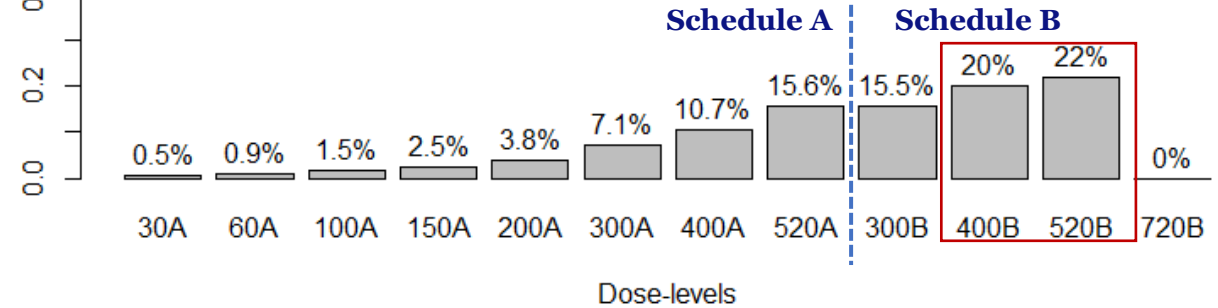 Schedule A Schedule B
0.2
0.0
0.5% 0.9% 1.5% 2.5% 3.8% 7.1% 10.7% 15.6% 15.5% 20% 22% 0%
30A 60A 100A 150A 200A 300A 400A 520A 300B 400B 520B 720B
Dose-levels